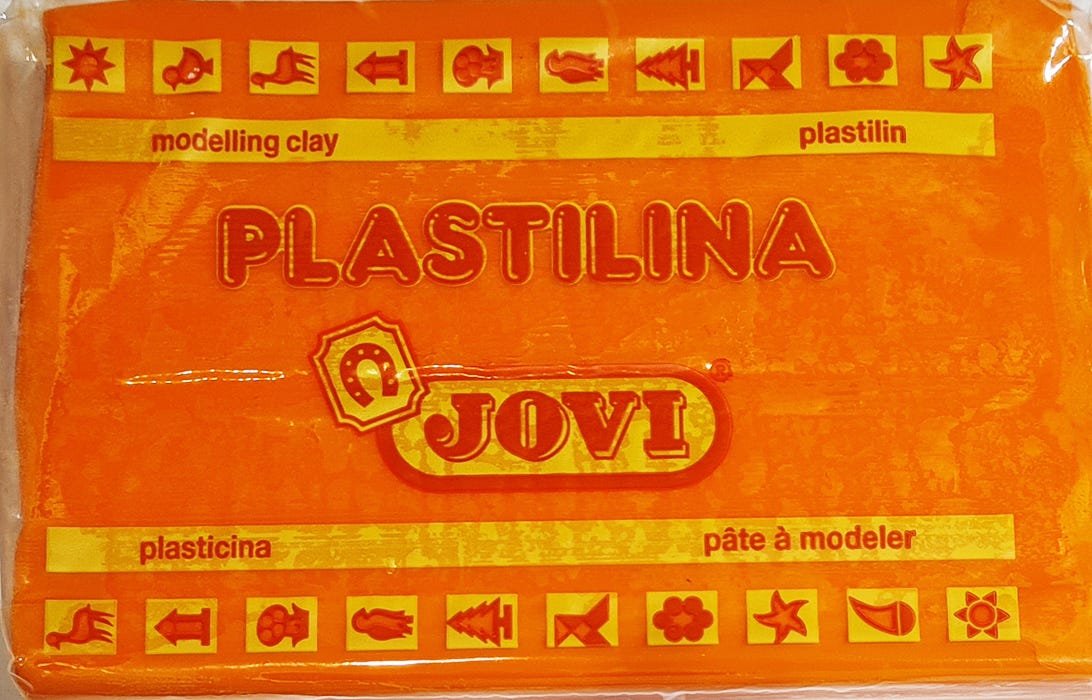 modelling clay plastilin
PLASTILINA
JOVI®
plasticina pâte à modeler